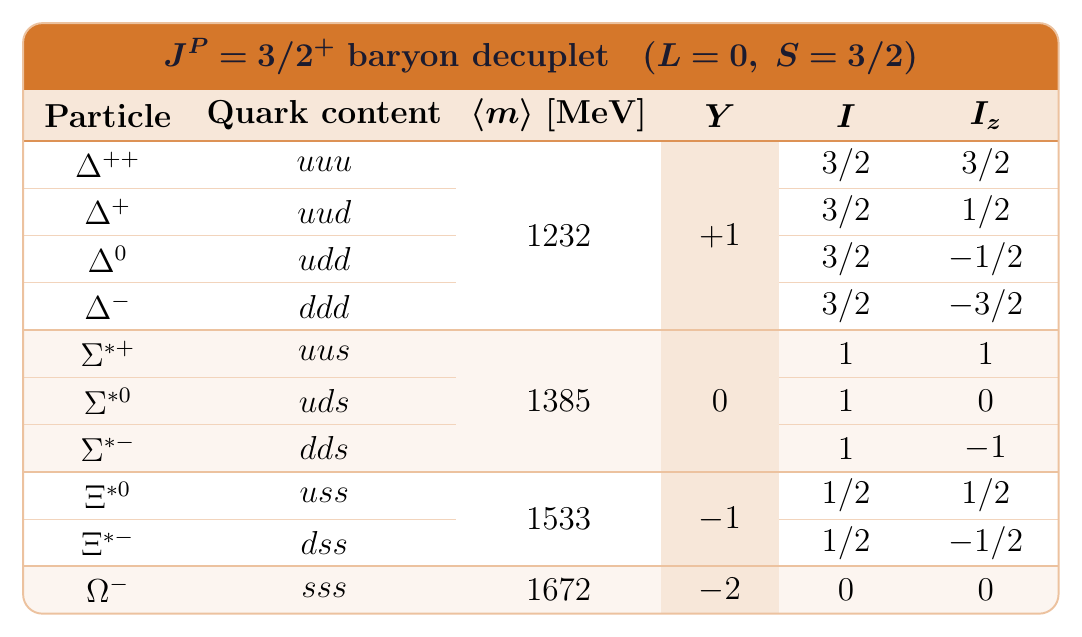 J^P = 3/2^+ baryon decuplet (L = 0, S = 3/2)
Particle Quark content ⟨m⟩ [MeV] Y I I_z
Δ^{++} uuu 3/2 3/2
Δ^+ uud 3/2 1/2
1232 +1
Δ^0 udd 3/2 −1/2
Δ^− ddd 3/2 −3/2
Σ^{*+} uus 1 1
Σ^{*0} uds 1385 0 1 0
Σ^{*−} dds 1 −1
Ξ^{*0} uss 1/2 1/2
1533 −1
Ξ^{*−} dss 1/2 −1/2
Ω^− sss 1672 −2 0 0